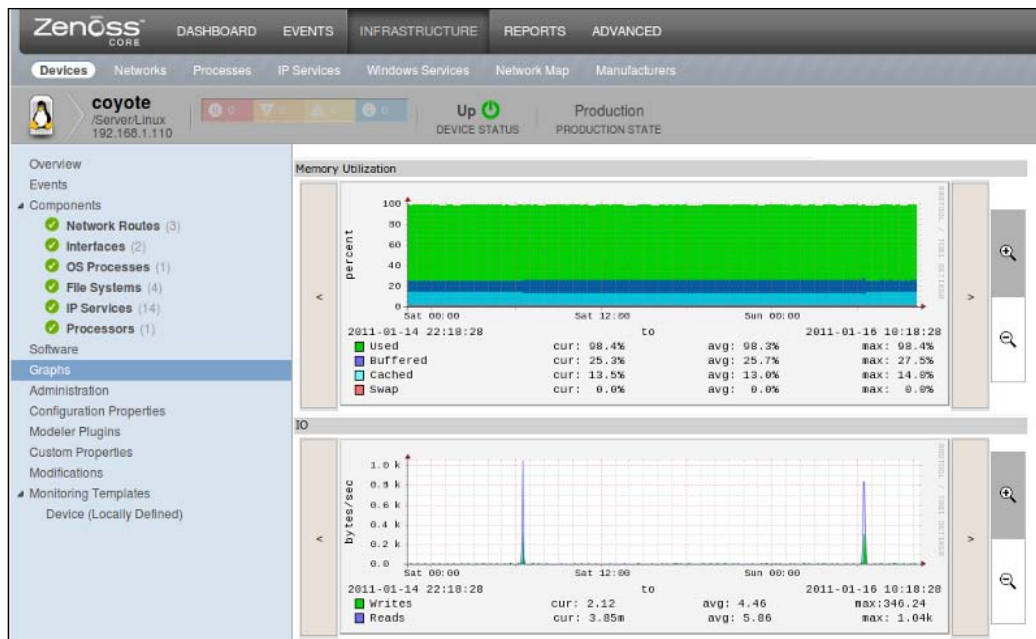 Zenoss
CORE
DASHBOARD EVENTS INFRASTRUCTURE REPORTS ADVANCED
Devices Networks Processes IP Services Windows Services Network Map Manufacturers
coyote
/Server/Linux
192.168.1.110
0 0 0 0
Up
DEVICE STATUS
Production
PRODUCTION STATE
Overview
Events
Components
Network Routes (3)
Interfaces (2)
OS Processes (1)
File Systems (4)
IP Services (14)
Processors (1)
Software
Graphs
Administration
Configuration Properties
Modeler Plugins
Custom Properties
Modifications
Monitoring Templates
Device (Locally Defined)
Memory Utilization
<
>
percent
100
80
60
40
20
0
Sat 00:00 Sat 12:00 Sun 00:00
2011-01-14 22:18:28 to 2011-01-16 10:18:28
Used cur: 98.4% avg: 98.3% max: 98.4%
Buffered cur: 25.3% avg: 25.7% max: 27.5%
Cached cur: 13.5% avg: 13.0% max: 14.0%
Swap cur: 0.0% avg: 0.0% max: 0.0%
RRDTOOL / TOBI OETIKER
IO
<
>
bytes/sec
1.0 k
0.8 k
0.6 k
0.4 k
0.2 k
0.0
Sat 00:00 Sat 12:00 Sun 00:00
2011-01-14 22:18:28 to 2011-01-16 10:18:28
Writes cur: 2.12 avg: 4.46 max:346.24
Reads cur: 3.85m avg: 5.86 max: 1.04k
RRDTOOL / TOBI OETIKER